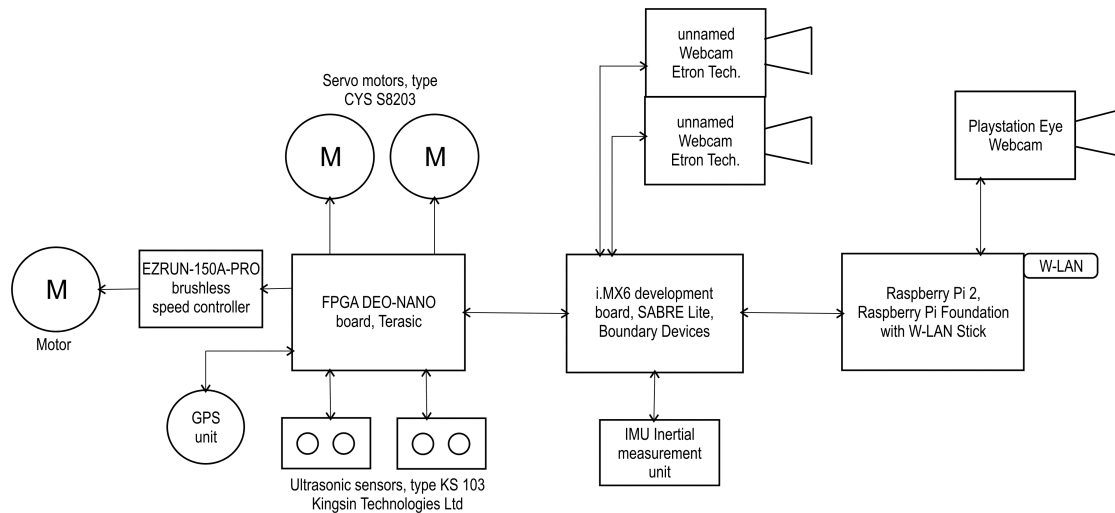 unnamed
Webcam
Etron Tech.
Servo motors, type
CYS S8203
M
M
unnamed
Webcam
Etron Tech.
Playstation Eye
Webcam
M
Motor
EZRUN-150A-PRO
brushless
speed controller
FPGA DEO-NANO
board, Terasic
i.MX6 development
board, SABRE Lite,
Boundary Devices
W-LAN
Raspberry Pi 2,
Raspberry Pi Foundation
with W-LAN Stick
GPS
unit
Ultrasonic sensors, type KS 103
Kingsin Technologies Ltd
IMU Inertial
measurement
unit